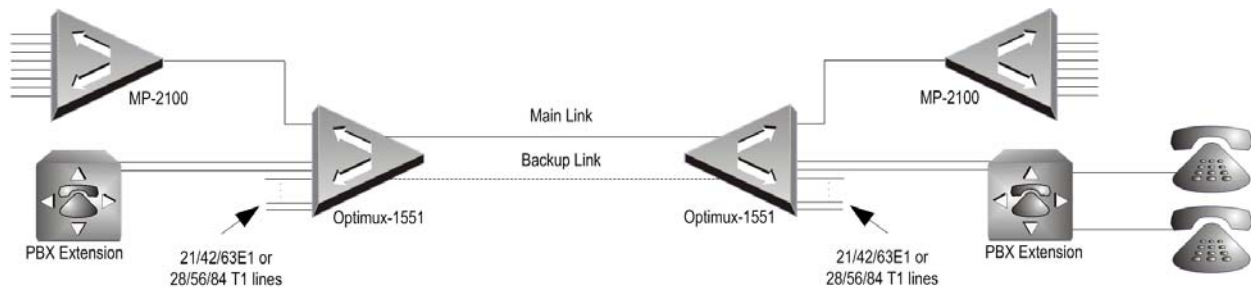 MP-2100
MP-2100
Main Link
Backup Link
Optimux-1551
Optimux-1551
PBX Extension
PBX Extension
21/42/63E1 or
28/56/84 T1 lines
21/42/63E1 or
28/56/84 T1 lines